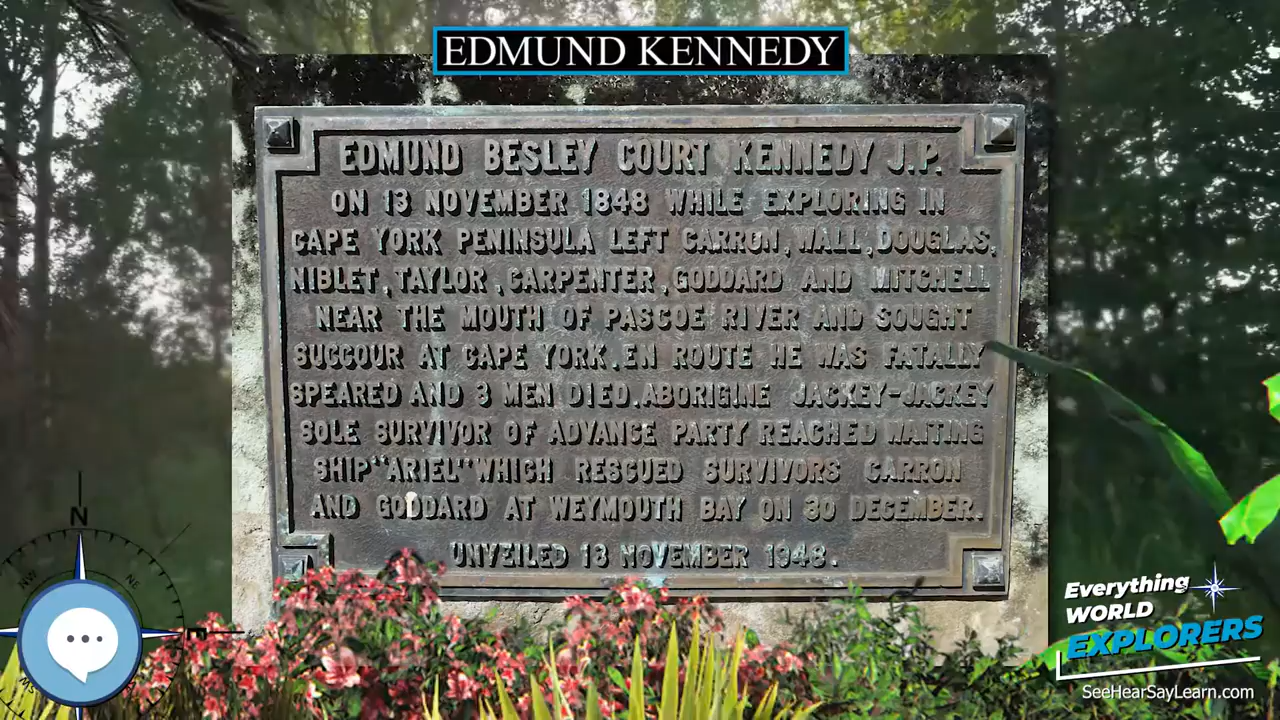 EDMUND KENNEDY
EDMUND BESLEY COURT KENNEDY J.P.
ON 13 NOVEMBER 1848 WHILE EXPLORING IN
CAPE YORK PENINSULA LEFT CARRON, WALL, DOUGLAS,
NIBLET, TAYLOR, CARPENTER, GODDARD AND MITCHELL
NEAR THE MOUTH OF PASCOE RIVER AND SOUGHT
SUCCOUR AT CAPE YORK. EN ROUTE HE WAS FATALLY
SPEARED AND 3 MEN DIED. ABORIGINE JACKEY-JACKEY
SOLE SURVIVOR OF ADVANCE PARTY REACHED WAITING
SHIP "ARIEL" WHICH RESCUED SURVIVORS CARRON
AND GODDARD AT WEYMOUTH BAY ON 30 DECEMBER.
UNVEILED 13 NOVEMBER 1948.
N
NW
NE
Everything
WORLD
EXPLORERS
SeeHearSayLearn.com